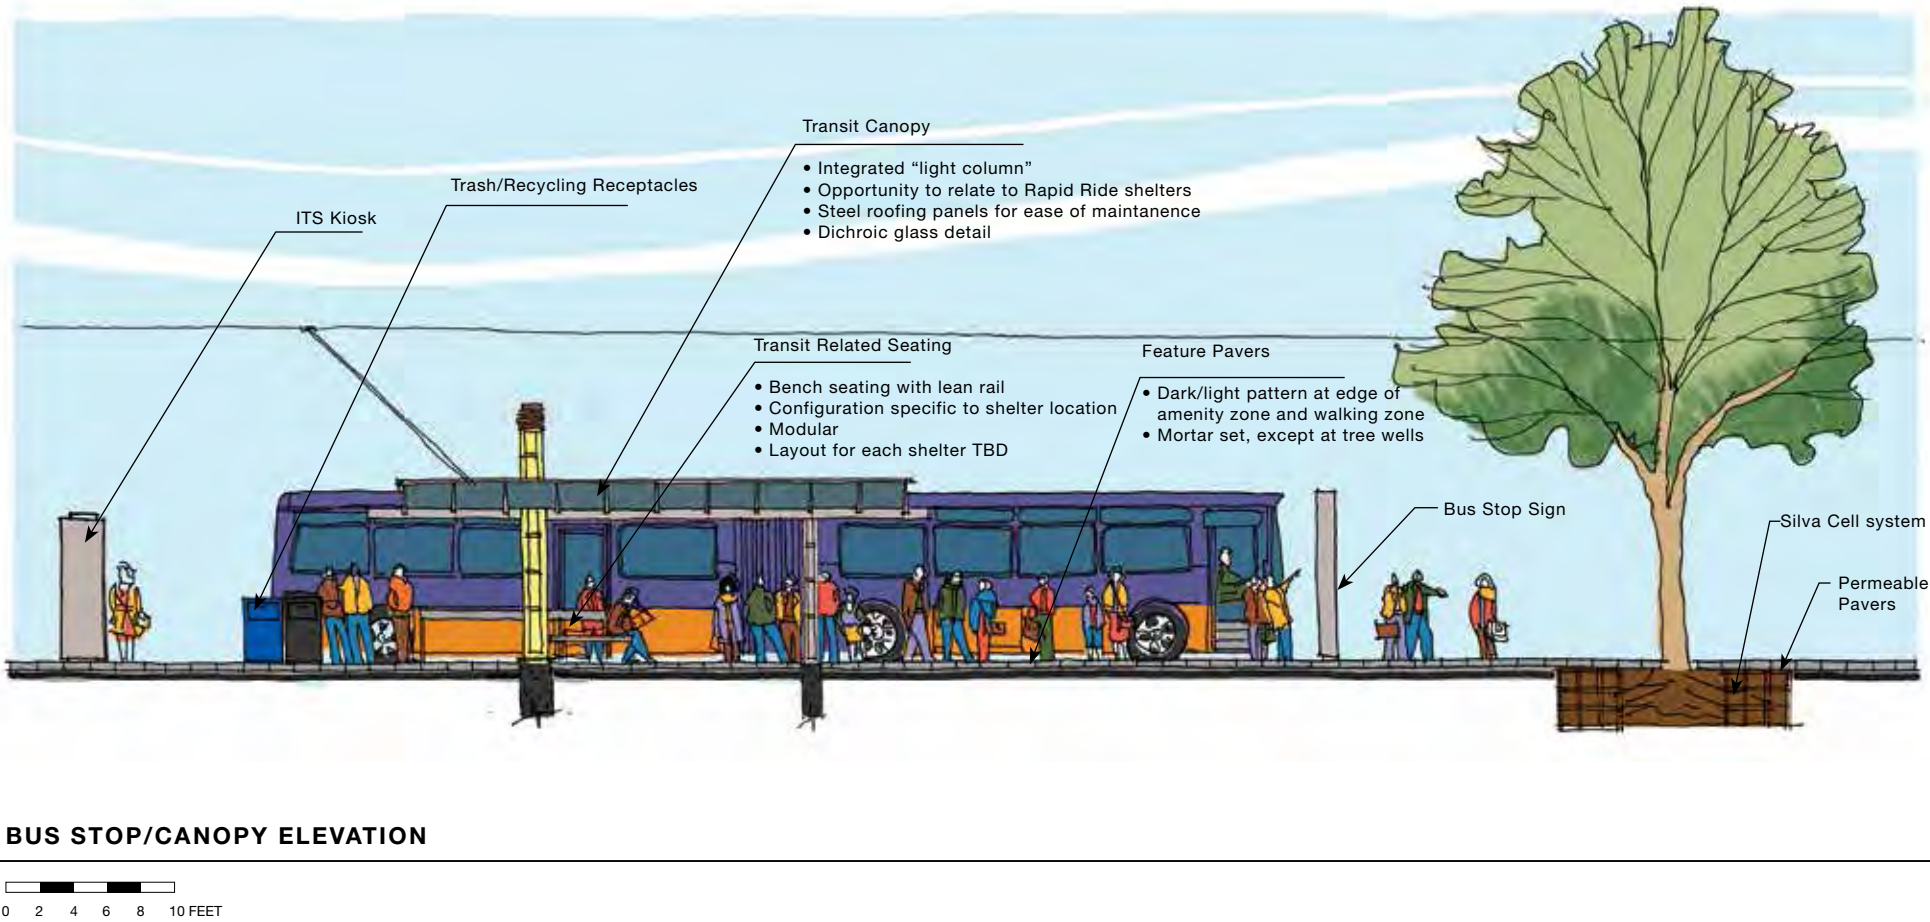 Transit Canopy
• Integrated “light column”
• Opportunity to relate to Rapid Ride shelters
• Steel roofing panels for ease of maintanence
• Dichroic glass detail
Trash/Recycling Receptacles
ITS Kiosk
Transit Related Seating
• Bench seating with lean rail
• Configuration specific to shelter location
• Modular
• Layout for each shelter TBD
Feature Pavers
• Dark/light pattern at edge of
amenity zone and walking zone
• Mortar set, except at tree wells
Bus Stop Sign
Silva Cell system
Permeable
Pavers
BUS STOP/CANOPY ELEVATION
0 2 4 6 8 10 FEET